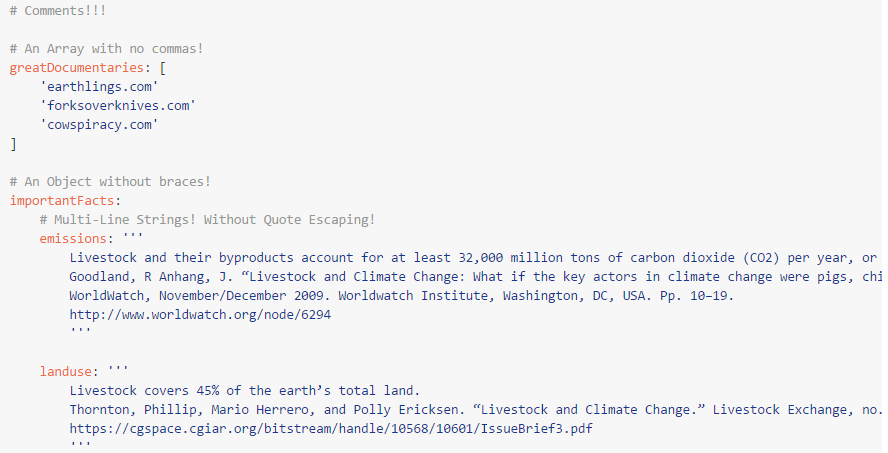 # Comments!!!
# An Array with no commas!
greatDocumentaries: [
'earthlings.com'
'forksoverknives.com'
'cowspiracy.com'
]
# An Object without braces!
importantFacts:
# Multi-Line Strings! Without Quote Escaping!
emissions: '''
Livestock and their byproducts account for at least 32,000 million tons of carbon dioxide (CO2) per year, or
Goodland, R Anhang, J. “Livestock and Climate Change: What if the key actors in climate change were pigs, chi
WorldWatch, November/December 2009. Worldwatch Institute, Washington, DC, USA. Pp. 10–19.
http://www.worldwatch.org/node/6294
'''
landuse: '''
Livestock covers 45% of the earth’s total land.
Thornton, Phillip, Mario Herrero, and Polly Ericksen. “Livestock and Climate Change.” Livestock Exchange, no.
https://cgspace.cgiar.org/bitstream/handle/10568/10601/IssueBrief3.pdf
'''